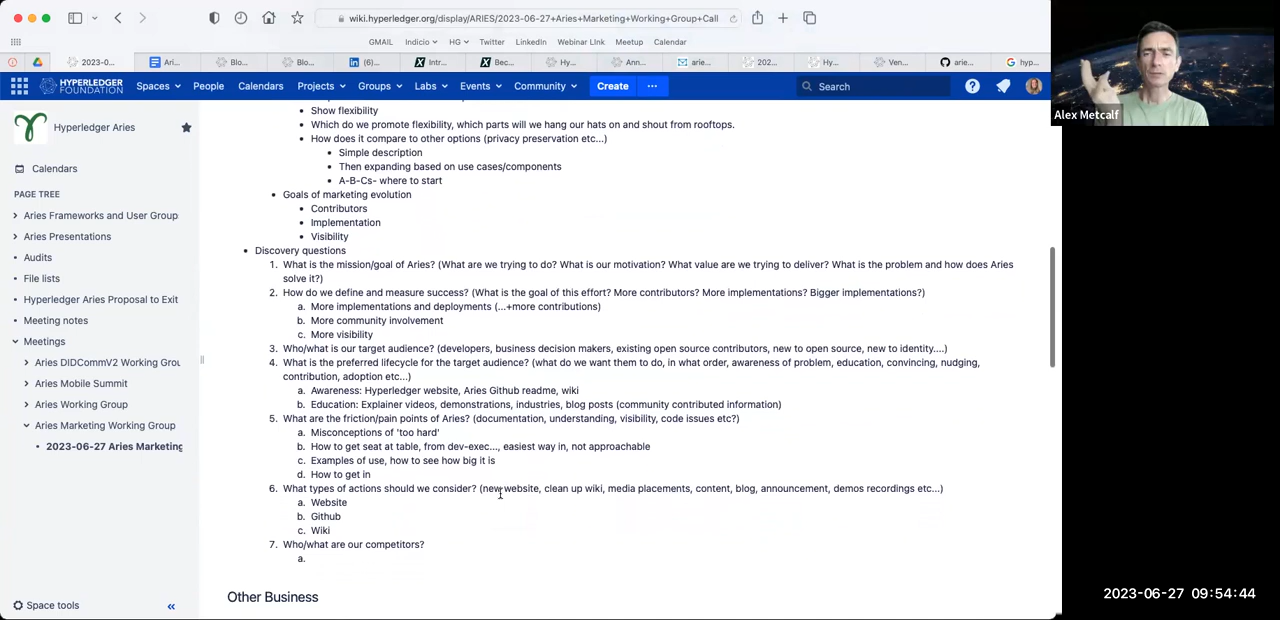 wiki.hyperledger.org/display/ARIES/2023-06-27+Aries+Marketing+Working+Group+Call
GMAIL Indicio HG Twitter LinkedIn Webinar LInk Meetup Calendar
2023-0... Ari... Blo... Blo... (6)... Intr... Bec... Hy... Ann... arie... 202... Hy... Ven... arie... hyp...
HYPERLEDGER FOUNDATION Spaces People Calendars Projects Groups Labs Events Community Create ... Search
Alex Metcalf
Hyperledger Aries
Calendars
PAGE TREE
Aries Frameworks and User Group
Aries Presentations
Audits
File lists
Hyperledger Aries Proposal to Exit
Meeting notes
Meetings
Aries DIDCommV2 Working Grou
Aries Mobile Summit
Aries Working Group
Aries Marketing Working Group
2023-06-27 Aries Marketing
Space tools
• Show flexibility
• Which do we promote flexibility, which parts will we hang our hats on and shout from rooftops.
• How does it compare to other options (privacy preservation etc...)
• Simple description
• Then expanding based on use cases/components
• A-B-Cs- where to start
• Goals of marketing evolution
• Contributors
• Implementation
• Visibility
• Discovery questions
1. What is the mission/goal of Aries? (What are we trying to do? What is our motivation? What value are we trying to deliver? What is the problem and how does Aries
solve it?)
2. How do we define and measure success? (What is the goal of this effort? More contributors? More implementations? Bigger implementations?)
a. More implementations and deployments (...+more contributions)
b. More community involvement
c. More visibility
3. Who/what is our target audience? (developers, business decision makers, existing open source contributors, new to open source, new to identity....)
4. What is the preferred lifecycle for the target audience? (what do we want them to do, in what order, awareness of problem, education, convincing, nudging,
contribution, adoption etc...)
a. Awareness: Hyperledger website, Aries Github readme, wiki
b. Education: Explainer videos, demonstrations, industries, blog posts (community contributed information)
5. What are the friction/pain points of Aries? (documentation, understanding, visibility, code issues etc?)
a. Misconceptions of 'too hard'
b. How to get seat at table, from dev-exec..., easiest way in, not approachable
c. Examples of use, how to see how big it is
d. How to get in
6. What types of actions should we consider? (new website, clean up wiki, media placements, content, blog, announcement, demos recordings etc...)
a. Website
b. Github
c. Wiki
7. Who/what are our competitors?
a.
Other Business
2023-06-27 09:54:44